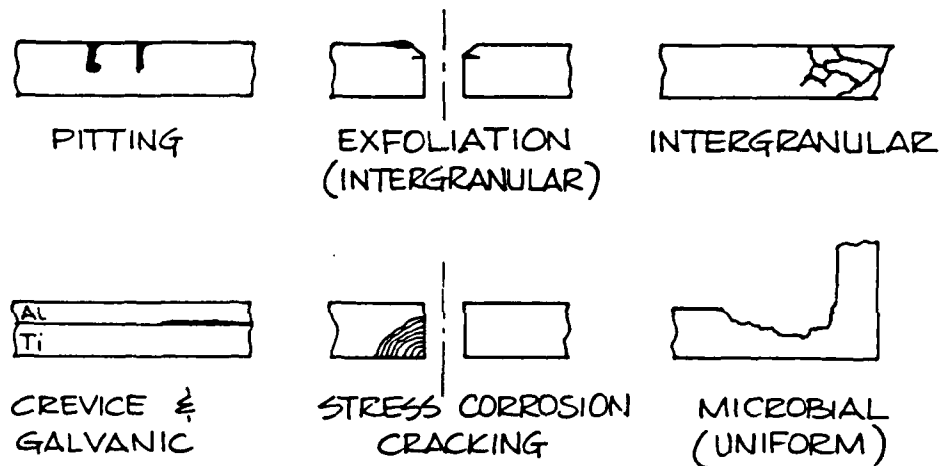 PITTING
EXFOLIATION
(INTERGRANULAR)
INTERGRANULAR
Al
Ti
CREVICE &
GALVANIC
STRESS CORROSION
CRACKING
MICROBIAL
(UNIFORM)